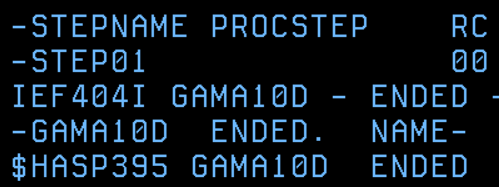 -STEPNAME PROCSTEP    RC
-STEP01               00
IEF404I GAMA10D - ENDED -
-GAMA10D  ENDED.  NAME-
$HASP395 GAMA10D  ENDED